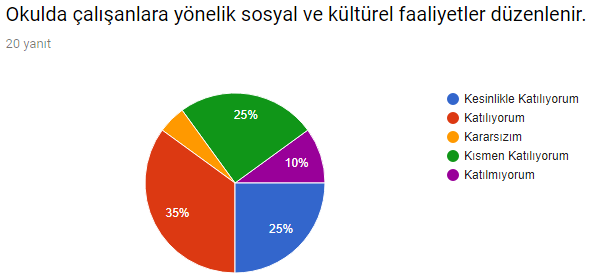 Okulda çalışanlara yönelik sosyal ve kültürel faaliyetler düzenlenir.
20 yanıt
25%
10%
35%
25%
Kesinlikle Katılıyorum
Katılıyorum
Kararsızım
Kısmen Katılıyorum
Katılmıyorum